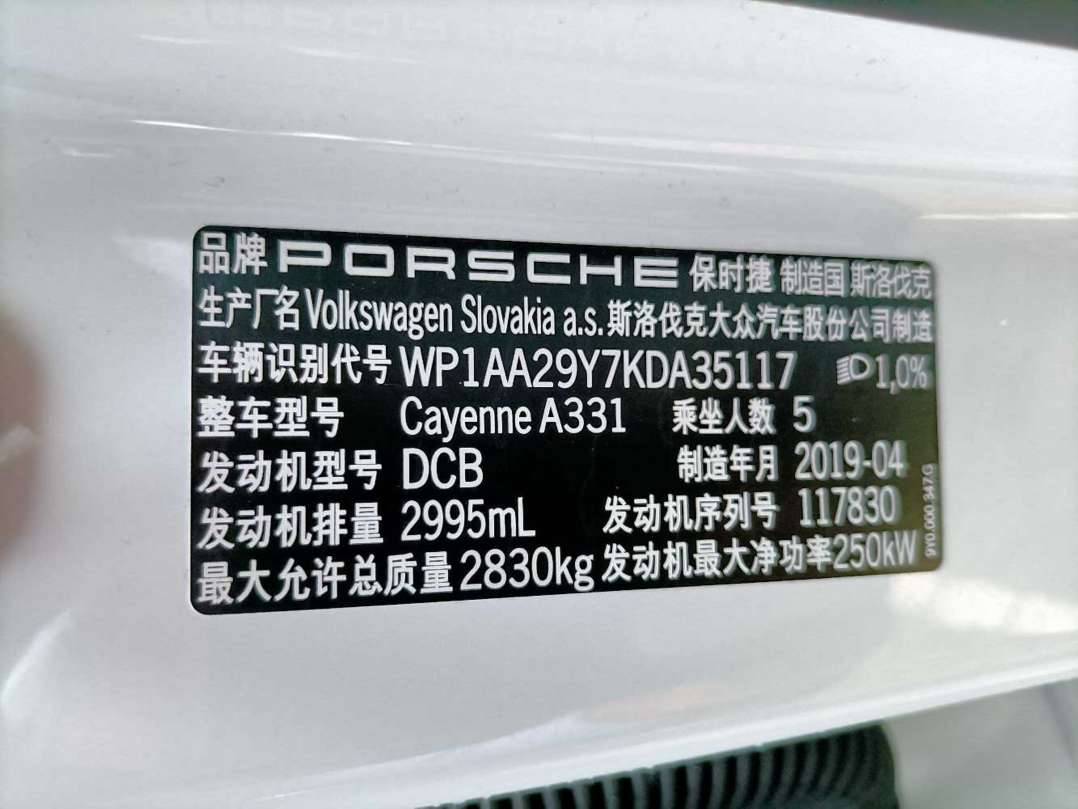 品牌 PORSCHE 保时捷 制造国 斯洛伐克
生产厂名 Volkswagen Slovakia a.s. 斯洛伐克大众汽车股份公司制造
车辆识别代号 WP1AA29Y7KDA35117 1,0%
整车型号 Cayenne A331 乘坐人数 5
发动机型号 DCB 制造年月 2019-04
发动机排量 2995mL 发动机序列号 117830
最大允许总质量 2830kg 发动机最大净功率 250kW
9Y0.000.347.G